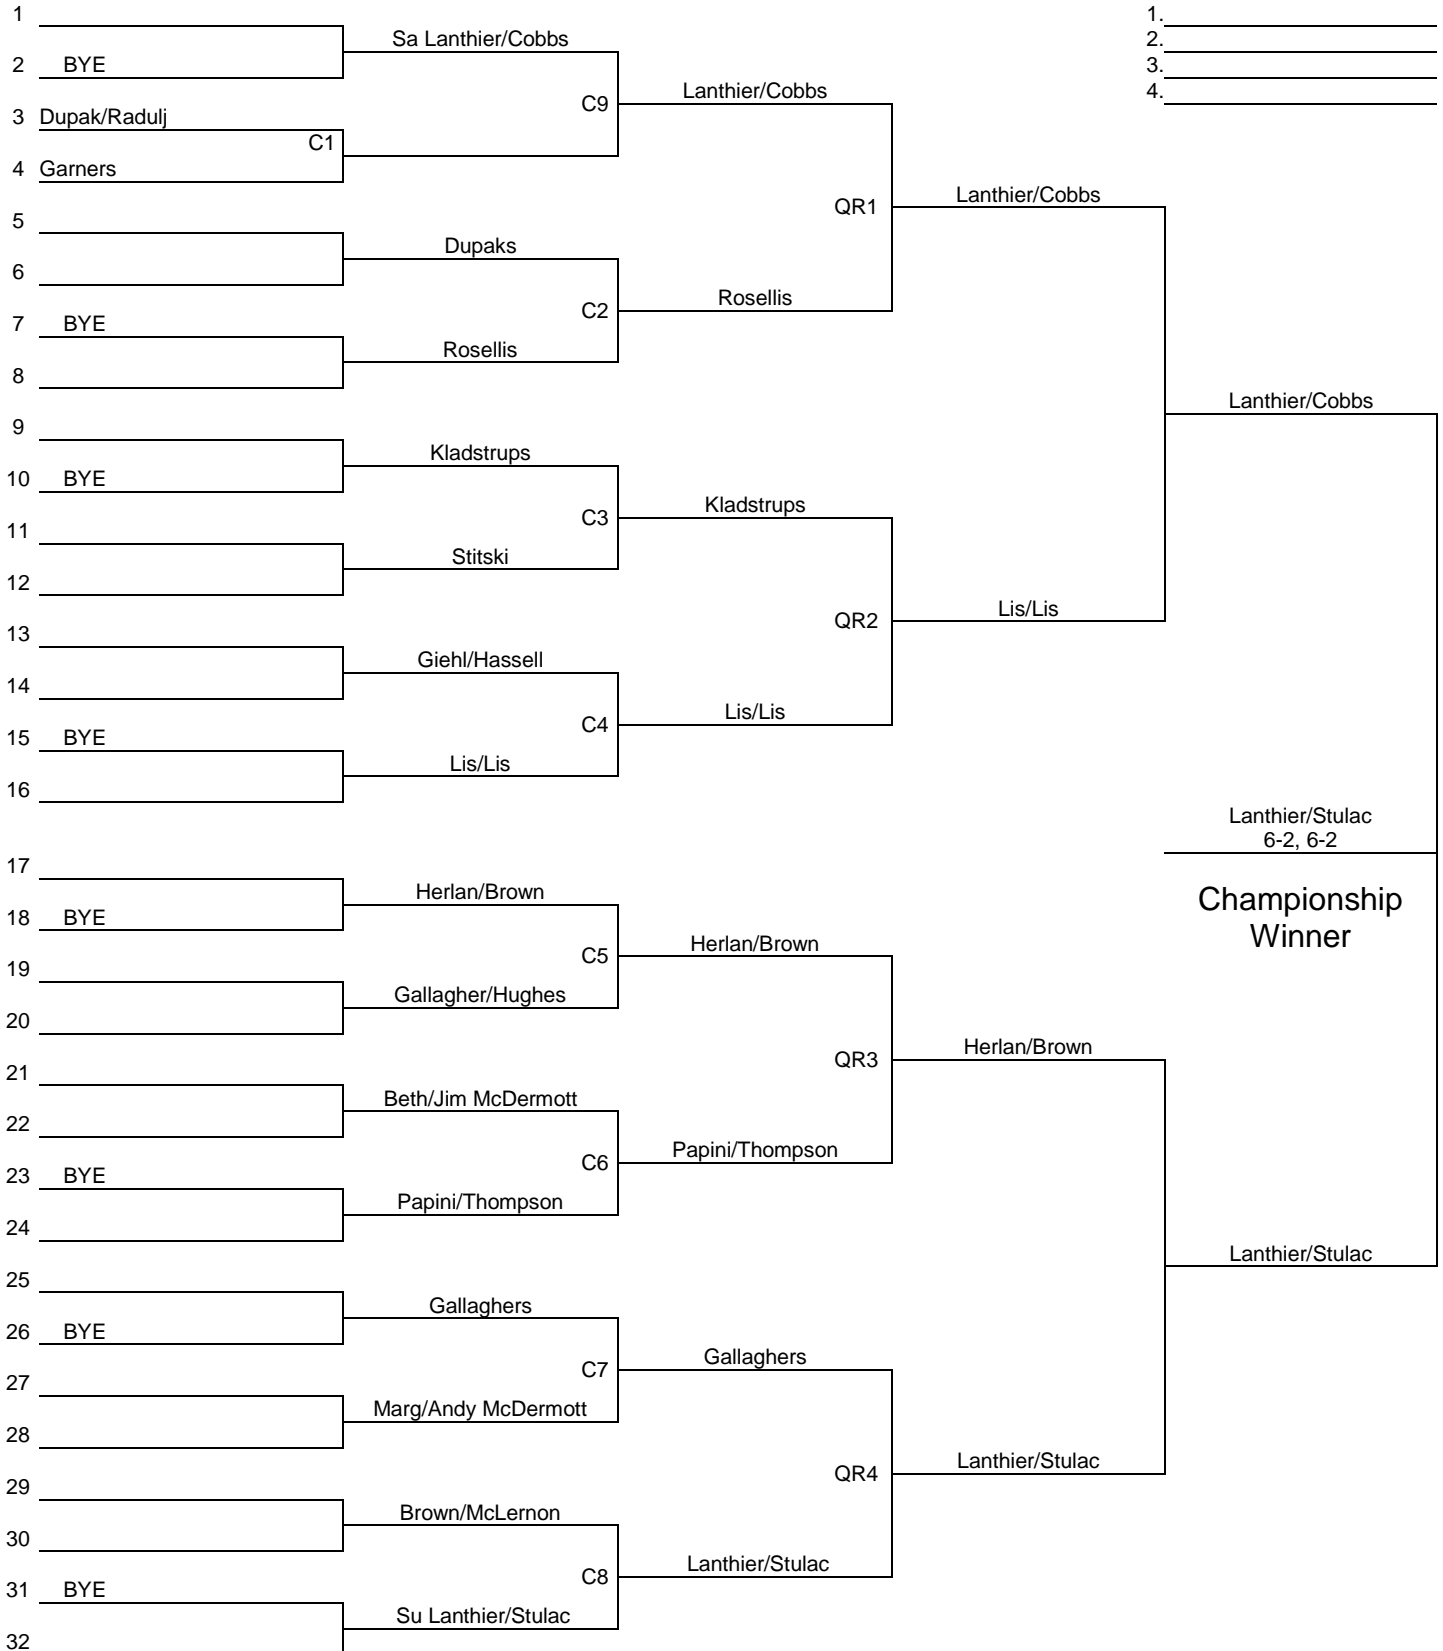 1
1.
Sa Lanthier/Cobbs
2.
2 BYE
3.
Lanthier/Cobbs
4.
C9
3 Dupak/Radulj
C1
4 Garners
Lanthier/Cobbs
QR1
5
Dupaks
6
Rosellis
C2
7 BYE
Rosellis
8
Lanthier/Cobbs
9
Kladstrups
10 BYE
Kladstrups
C3
11
Stitski
12
Lis/Lis
QR2
13
Giehl/Hassell
14
Lis/Lis
C4
15 BYE
Lis/Lis
16
Lanthier/Stulac
6-2, 6-2
17
Herlan/Brown
Championship
Winner
18 BYE
Herlan/Brown
C5
19
Gallagher/Hughes
20
Herlan/Brown
QR3
21
Beth/Jim McDermott
22
Papini/Thompson
C6
23 BYE
Papini/Thompson
24
Lanthier/Stulac
25
Gallaghers
26 BYE
Gallaghers
C7
27
Marg/Andy McDermott
28
Lanthier/Stulac
QR4
29
Brown/McLernon
30
Lanthier/Stulac
C8
31 BYE
Su Lanthier/Stulac
32